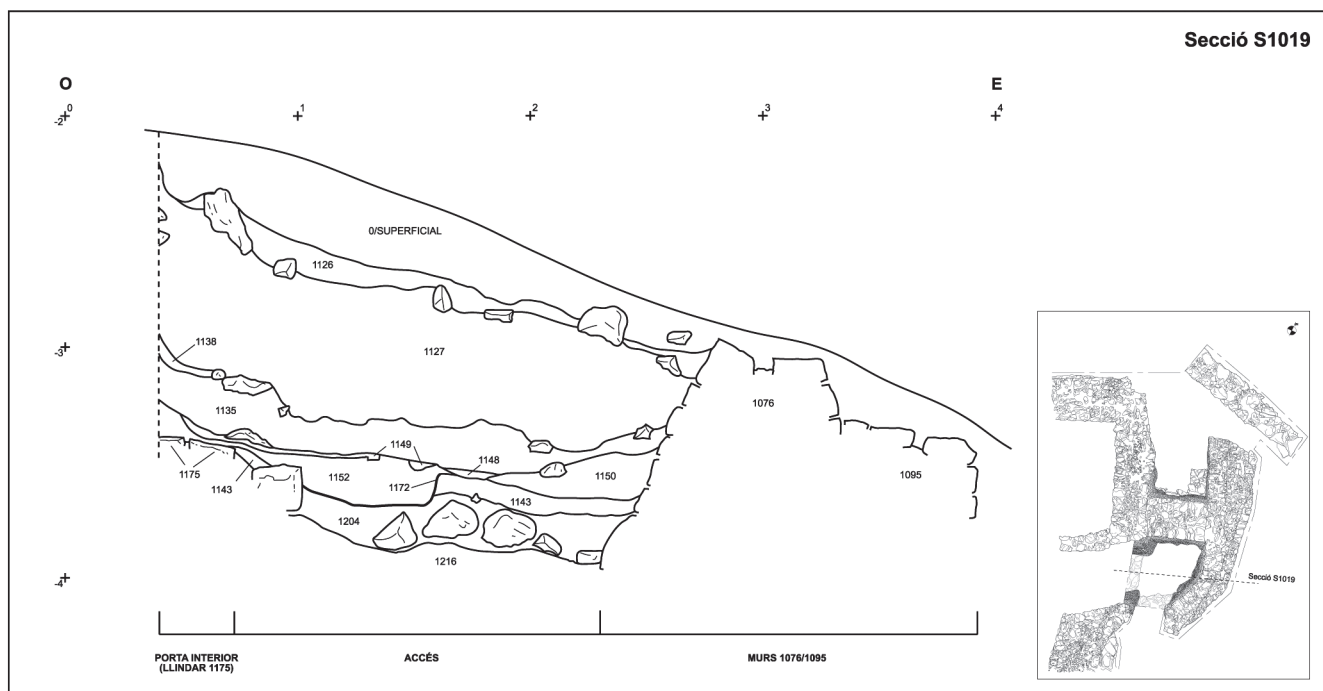 Secció S1019
O
E
0
1
2
3
4
-2
0/SUPERFICIAL
1126
1127
-3
1138
1076
1135
1149
1148
1175
1152
1172
1150
1095
1143
1143
1204
1216
-4
PORTA INTERIOR
(LLINDAR 1175)
ACCÉS
MURS 1076/1095
Secció S1019